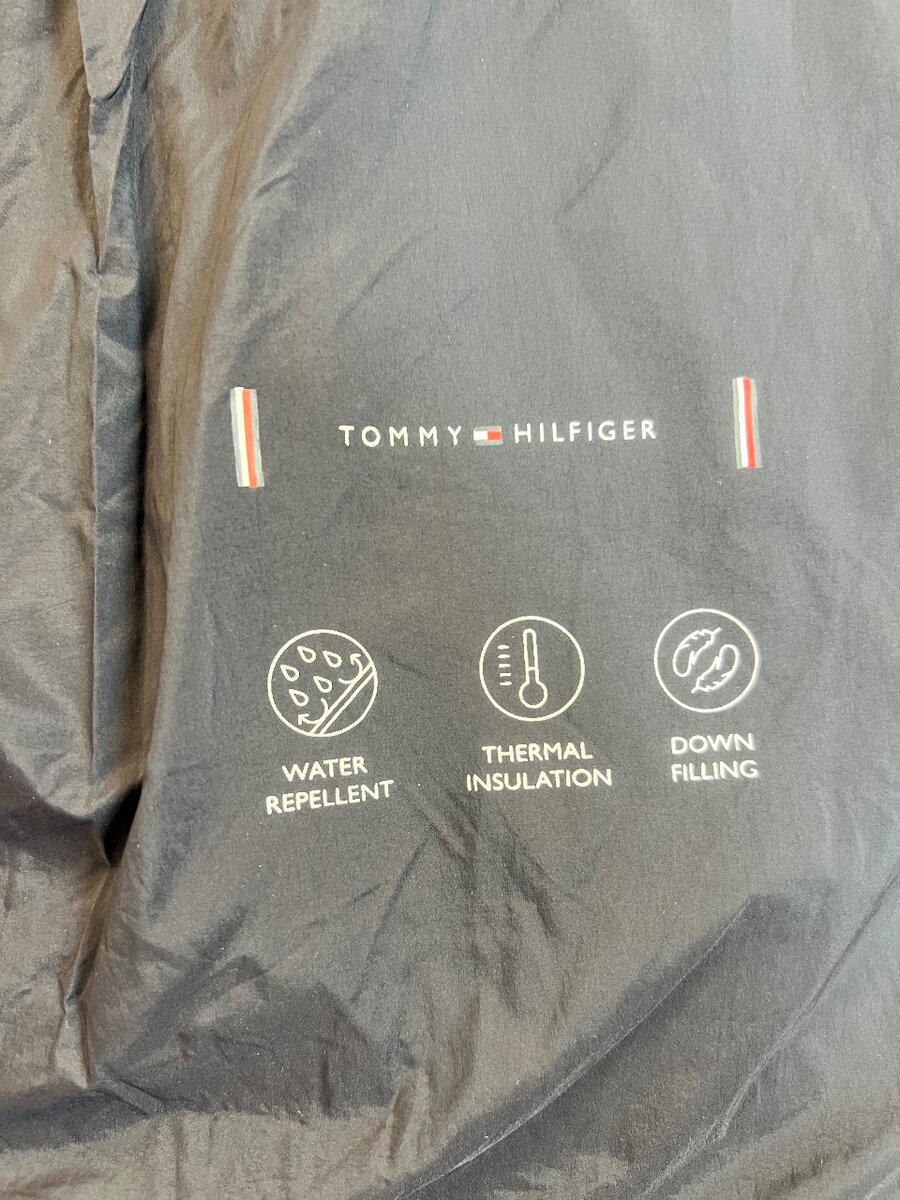 TOMMY HILFIGER
WATER
REPELLENT
THERMAL
INSULATION
DOWN
FILLING